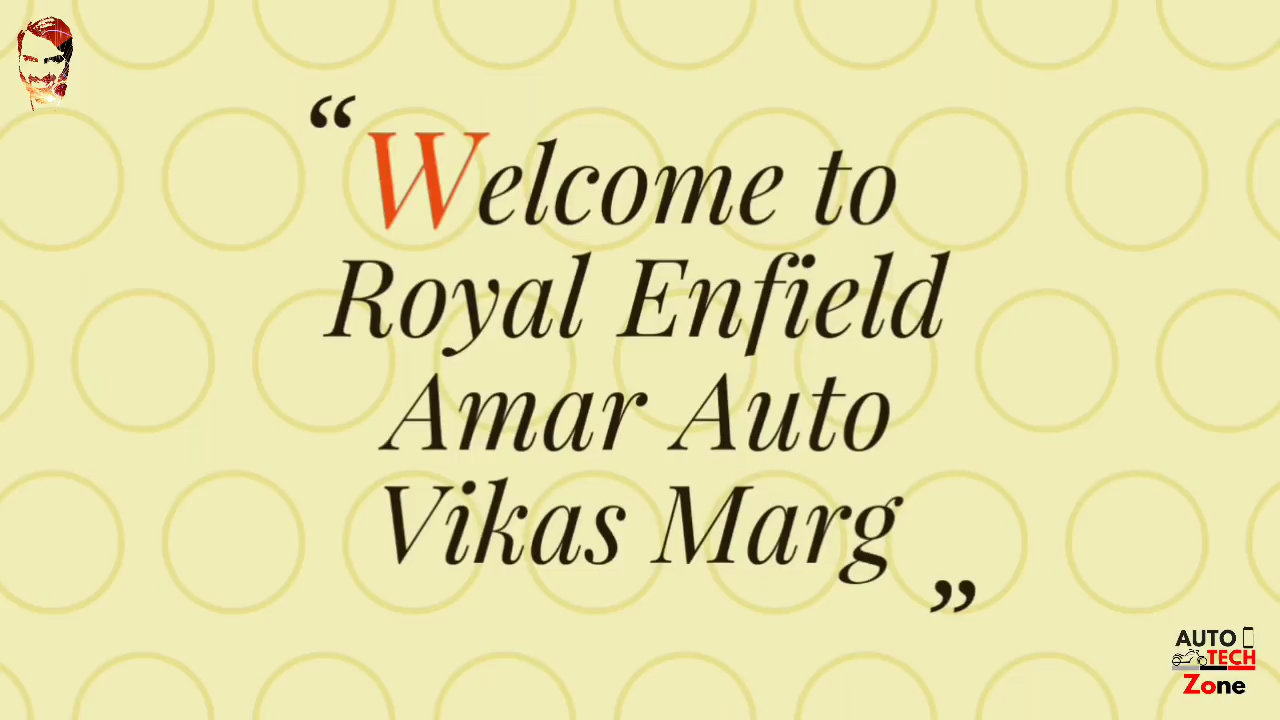 “Welcome to
Royal Enfield
Amar Auto
Vikas Marg”
AUTO
TECH
Zone